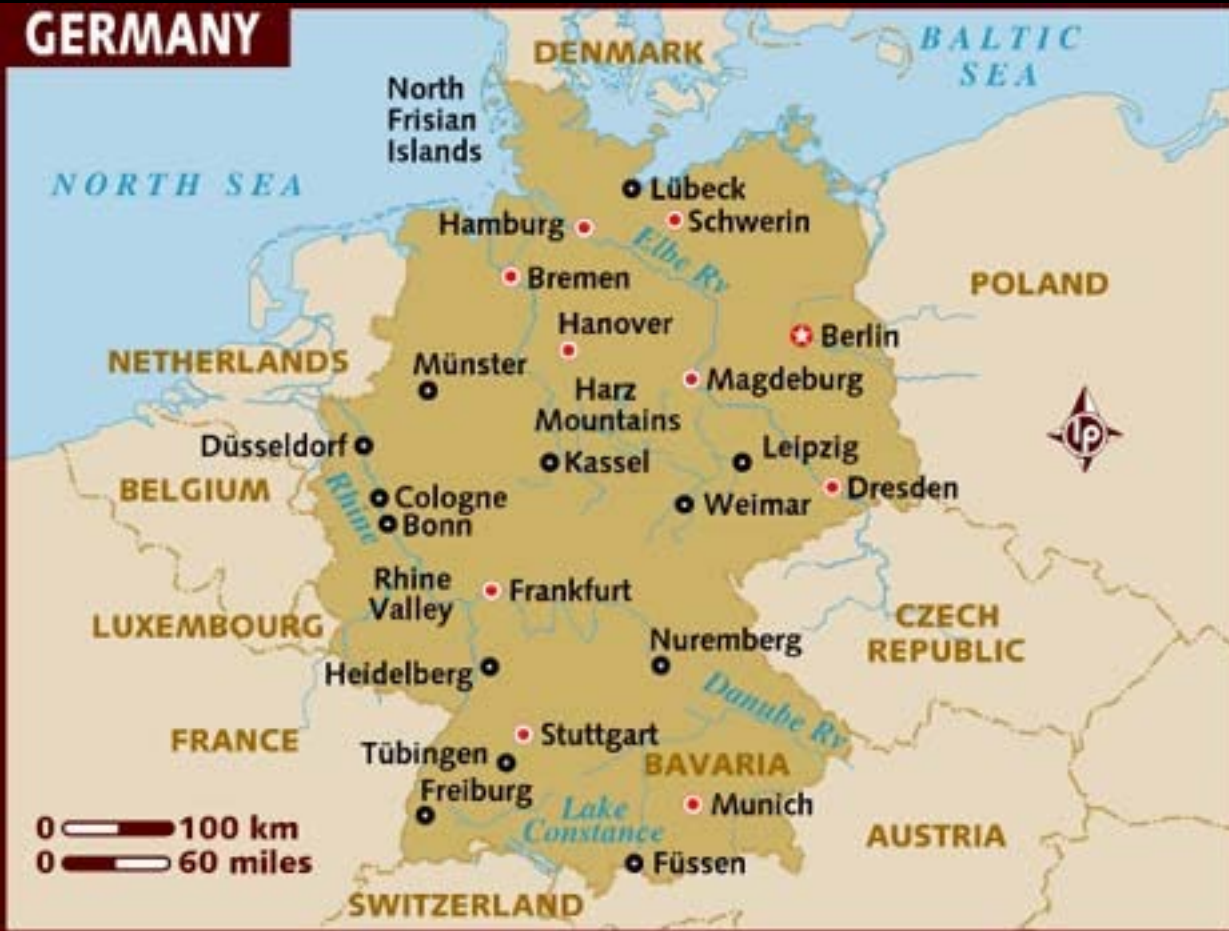 GERMANY
DENMARK
BALTIC
SEA
North
Frisian
Islands
NORTH SEA
Lübeck
Schwerin
Hamburg
Elbe Rv
Bremen
POLAND
Hanover
Berlin
NETHERLANDS
Münster
Magdeburg
Harz
Mountains
Düsseldorf
Kassel
Leipzig
BELGIUM
Rhine
Cologne
Dresden
Weimar
Bonn
Rhine
Valley
Frankfurt
LUXEMBOURG
CZECH
REPUBLIC
Nuremberg
Heidelberg
Danube Rv
FRANCE
Stuttgart
Tübingen
BAVARIA
Freiburg
Lake
Constance
Munich
0 100 km
AUSTRIA
0 60 miles
Füssen
SWITZERLAND
lp